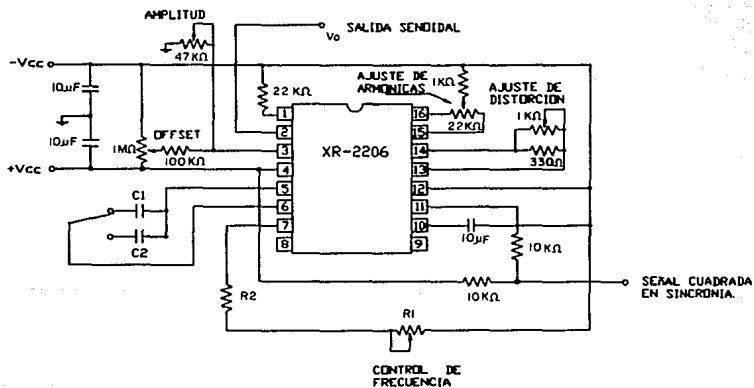 AMPLITUD
47KΩ
Vo
SALIDA SENOIDAL
-Vcc
10µF
10µF
+Vcc
1MΩ
OFFSET
100KΩ
22 KΩ
AJUSTE DE
ARMONICAS
1KΩ
22KΩ
AJUSTE DE
DISTORCION
1KΩ
330Ω
XR-2206
1
2
3
4
5
6
7
8
16
15
14
13
12
11
10
9
C1
C2
10µF
10KΩ
10KΩ
SEÑAL CUADRADA
EN SINCRONIA.
R2
R1
CONTROL DE
FRECUENCIA